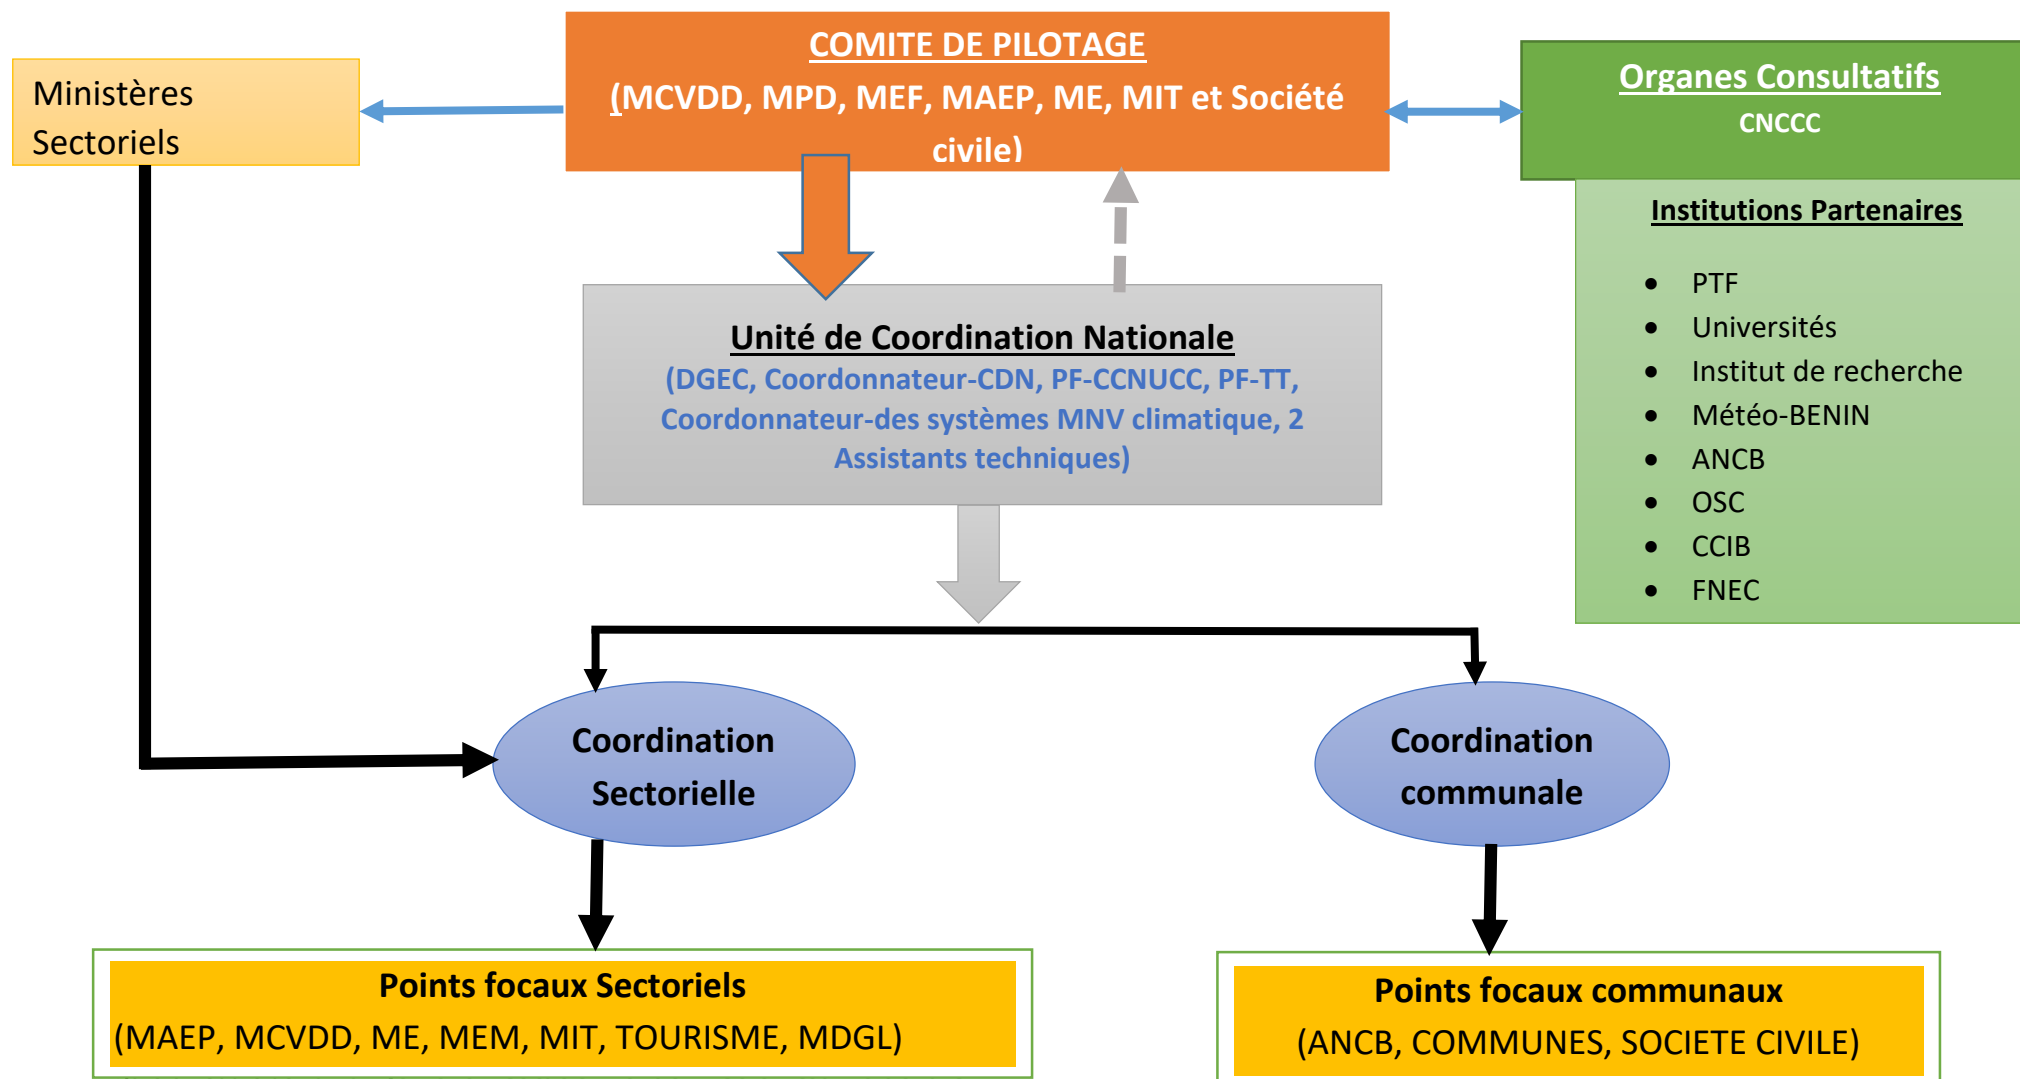 COMITE DE PILOTAGE
(MCVDD, MPD, MEF, MAEP, ME, MIT et Société
civile)
Ministères
Sectoriels
Organes Consultatifs
CNCCC
Institutions Partenaires
• PTF
• Universités
• Institut de recherche
• Météo-BENIN
• ANCB
• OSC
• CCIB
• FNEC
Unité de Coordination Nationale
(DGEC, Coordonnateur-CDN, PF-CCNUCC, PF-TT,
Coordonnateur-des systèmes MNV climatique, 2
Assistants techniques)
Coordination
Sectorielle
Coordination
communale
Points focaux Sectoriels
(MAEP, MCVDD, ME, MEM, MIT, TOURISME, MDGL)
Points focaux communaux
(ANCB, COMMUNES, SOCIETE CIVILE)